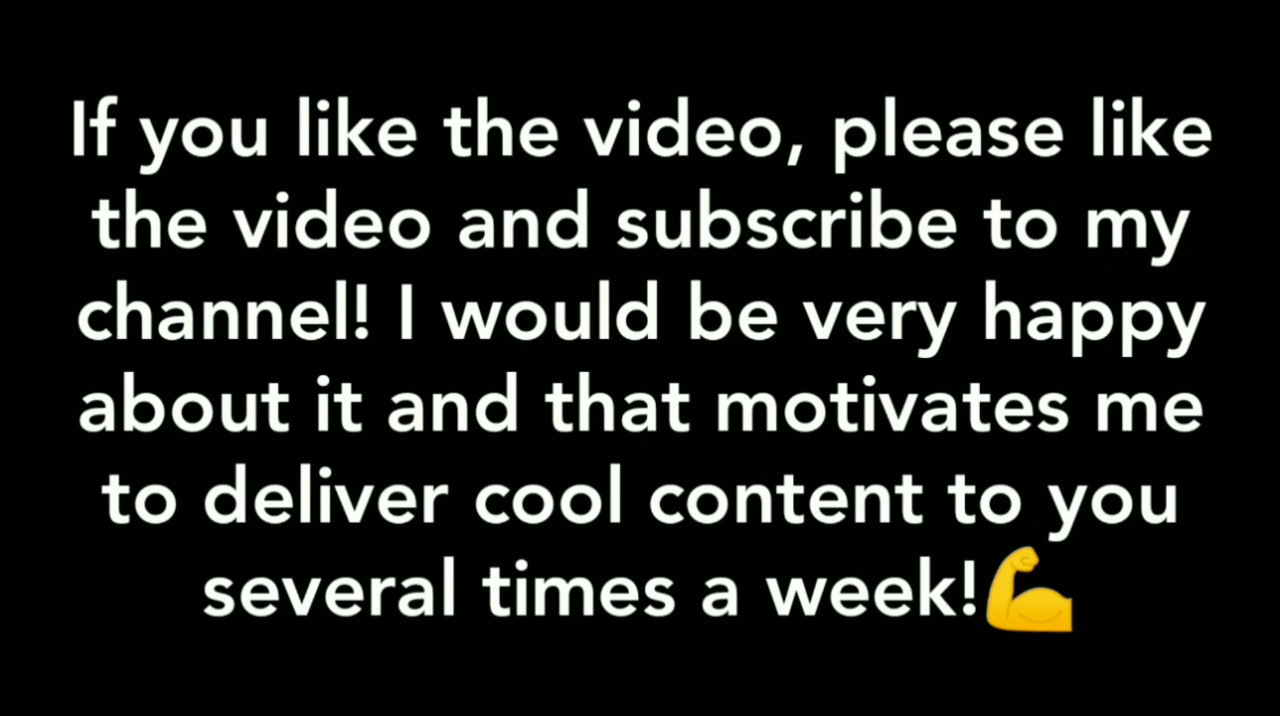 If you like the video, please like
the video and subscribe to my
channel! I would be very happy
about it and that motivates me
to deliver cool content to you
several times a week!💪